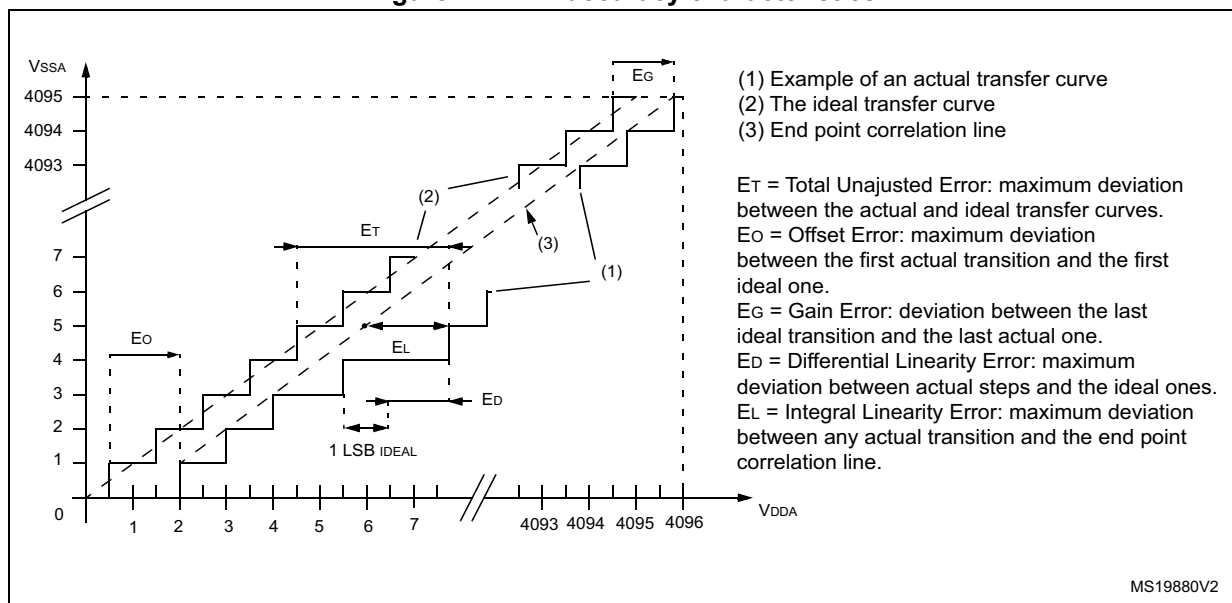 VSSA
4095
4094
4093
7
6
5
4
3
2
1
0
EO
ET
EL
ED
EG
1 LSB IDEAL
(2)
(3)
(1)
1 2 3 4 5 6 7 4093 4094 4095 4096
VDDA
(1) Example of an actual transfer curve
(2) The ideal transfer curve
(3) End point correlation line
ET = Total Unajusted Error: maximum deviation
between the actual and ideal transfer curves.
EO = Offset Error: maximum deviation
between the first actual transition and the first
ideal one.
EG = Gain Error: deviation between the last
ideal transition and the last actual one.
ED = Differential Linearity Error: maximum
deviation between actual steps and the ideal ones.
EL = Integral Linearity Error: maximum deviation
between any actual transition and the end point
correlation line.
MS19880V2